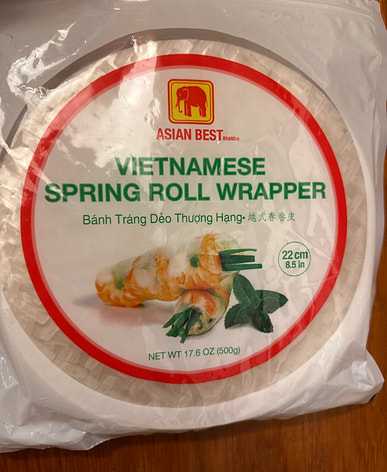 ASIAN BEST BRAND®
VIETNAMESE
SPRING ROLL WRAPPER
Bánh Tráng Dẻo Thượng Hạng• 越式春卷皮
22cm
8.5 in
NET WT 17.6 OZ (500g)